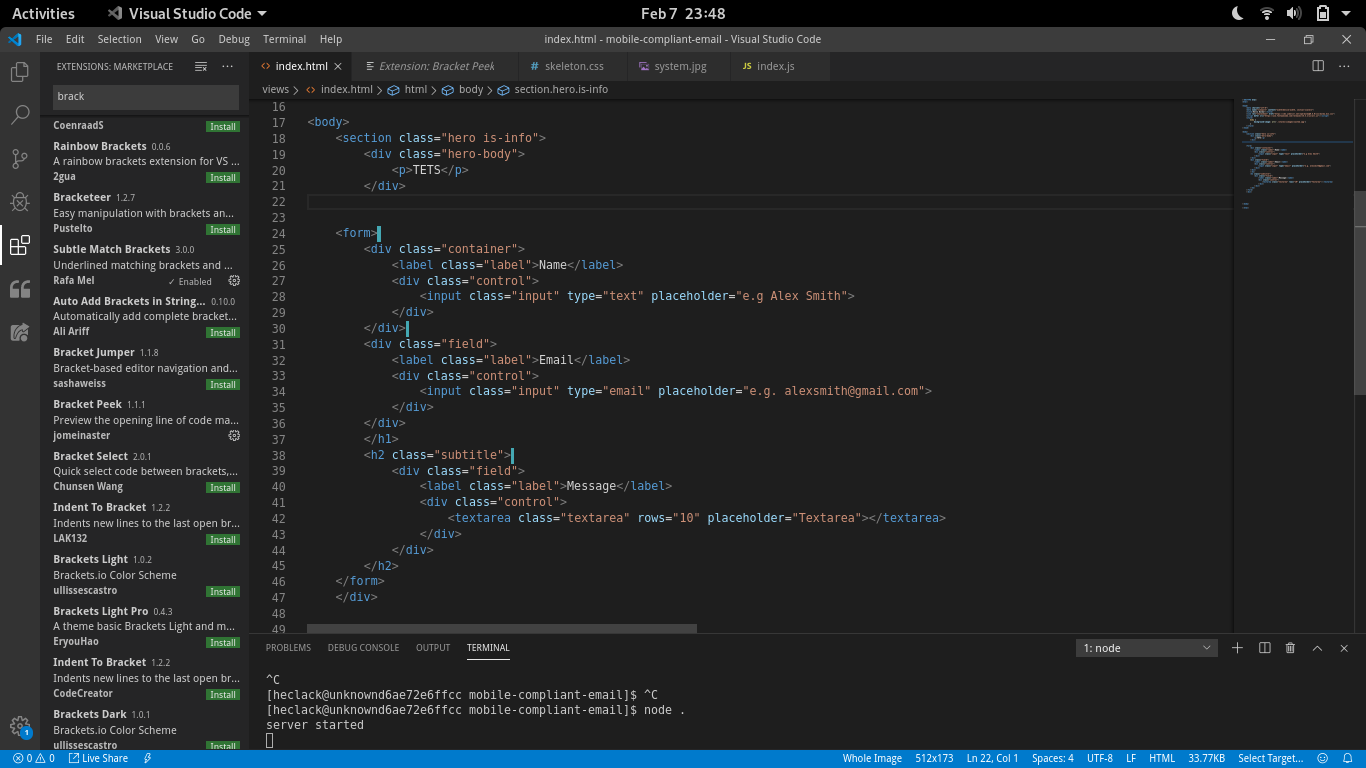 Activities Visual Studio Code Feb 7 23:48
File Edit Selection View Go Debug Terminal Help index.html - mobile-compliant-email - Visual Studio Code
EXTENSIONS: MARKETPLACE
brack
CoenraadS Install
Rainbow Brackets 0.0.6
A rainbow brackets extension for VS ...
2gua Install
Bracketeer 1.2.7
Easy manipulation with brackets an...
Pustelto Install
Subtle Match Brackets 3.0.0
Underlined matching brackets and ...
Rafa Mel ✓ Enabled
Auto Add Brackets in String... 0.10.0
Automatically add complete bracket...
Ali Ariff Install
Bracket Jumper 1.1.8
Bracket-based editor navigation and...
sashaweiss Install
Bracket Peek 1.1.1
Preview the opening line of code ma...
jomeinaster
Bracket Select 2.0.1
Quick select code between brackets,...
Chunsen Wang Install
Indent To Bracket 1.2.2
Indents new lines to the last open br...
LAK132 Install
Brackets Light 1.0.2
Brackets.io Color Scheme
ullissescastro Install
Brackets Light Pro 0.4.3
A theme basic Brackets Light and m...
EryouHao Install
Indent To Bracket 1.2.2
Indents new lines to the last open br...
CodeCreator Install
Brackets Dark 1.0.1
Brackets.io Color Scheme
ullissescastro Install
index.html Extension: Bracket Peek # skeleton.css system.jpg JS index.js
views > index.html > html > body > section.hero.is-info
16
17 <body>
18 <section class="hero is-info">
19 <div class="hero-body">
20 <p>TETS</p>
21 </div>
22
23
24 <form>
25 <div class="container">
26 <label class="label">Name</label>
27 <div class="control">
28 <input class="input" type="text" placeholder="e.g Alex Smith">
29 </div>
30 </div>
31 <div class="field">
32 <label class="label">Email</label>
33 <div class="control">
34 <input class="input" type="email" placeholder="e.g. alexsmith@gmail.com">
35 </div>
36 </div>
37 </h1>
38 <h2 class="subtitle">
39 <div class="field">
40 <label class="label">Message</label>
41 <div class="control">
42 <textarea class="textarea" rows="10" placeholder="Textarea"></textarea>
43 </div>
44 </div>
45 </h2>
46 </form>
47 </div>
48
49
PROBLEMS DEBUG CONSOLE OUTPUT TERMINAL 1: node
^C
[heclack@unknownd6ae72e6ffcc mobile-compliant-email]$ ^C
[heclack@unknownd6ae72e6ffcc mobile-compliant-email]$ node .
server started
1
0 0 Live Share Whole Image 512x173 Ln 22, Col 1 Spaces: 4 UTF-8 LF HTML 33.77KB Select Target...